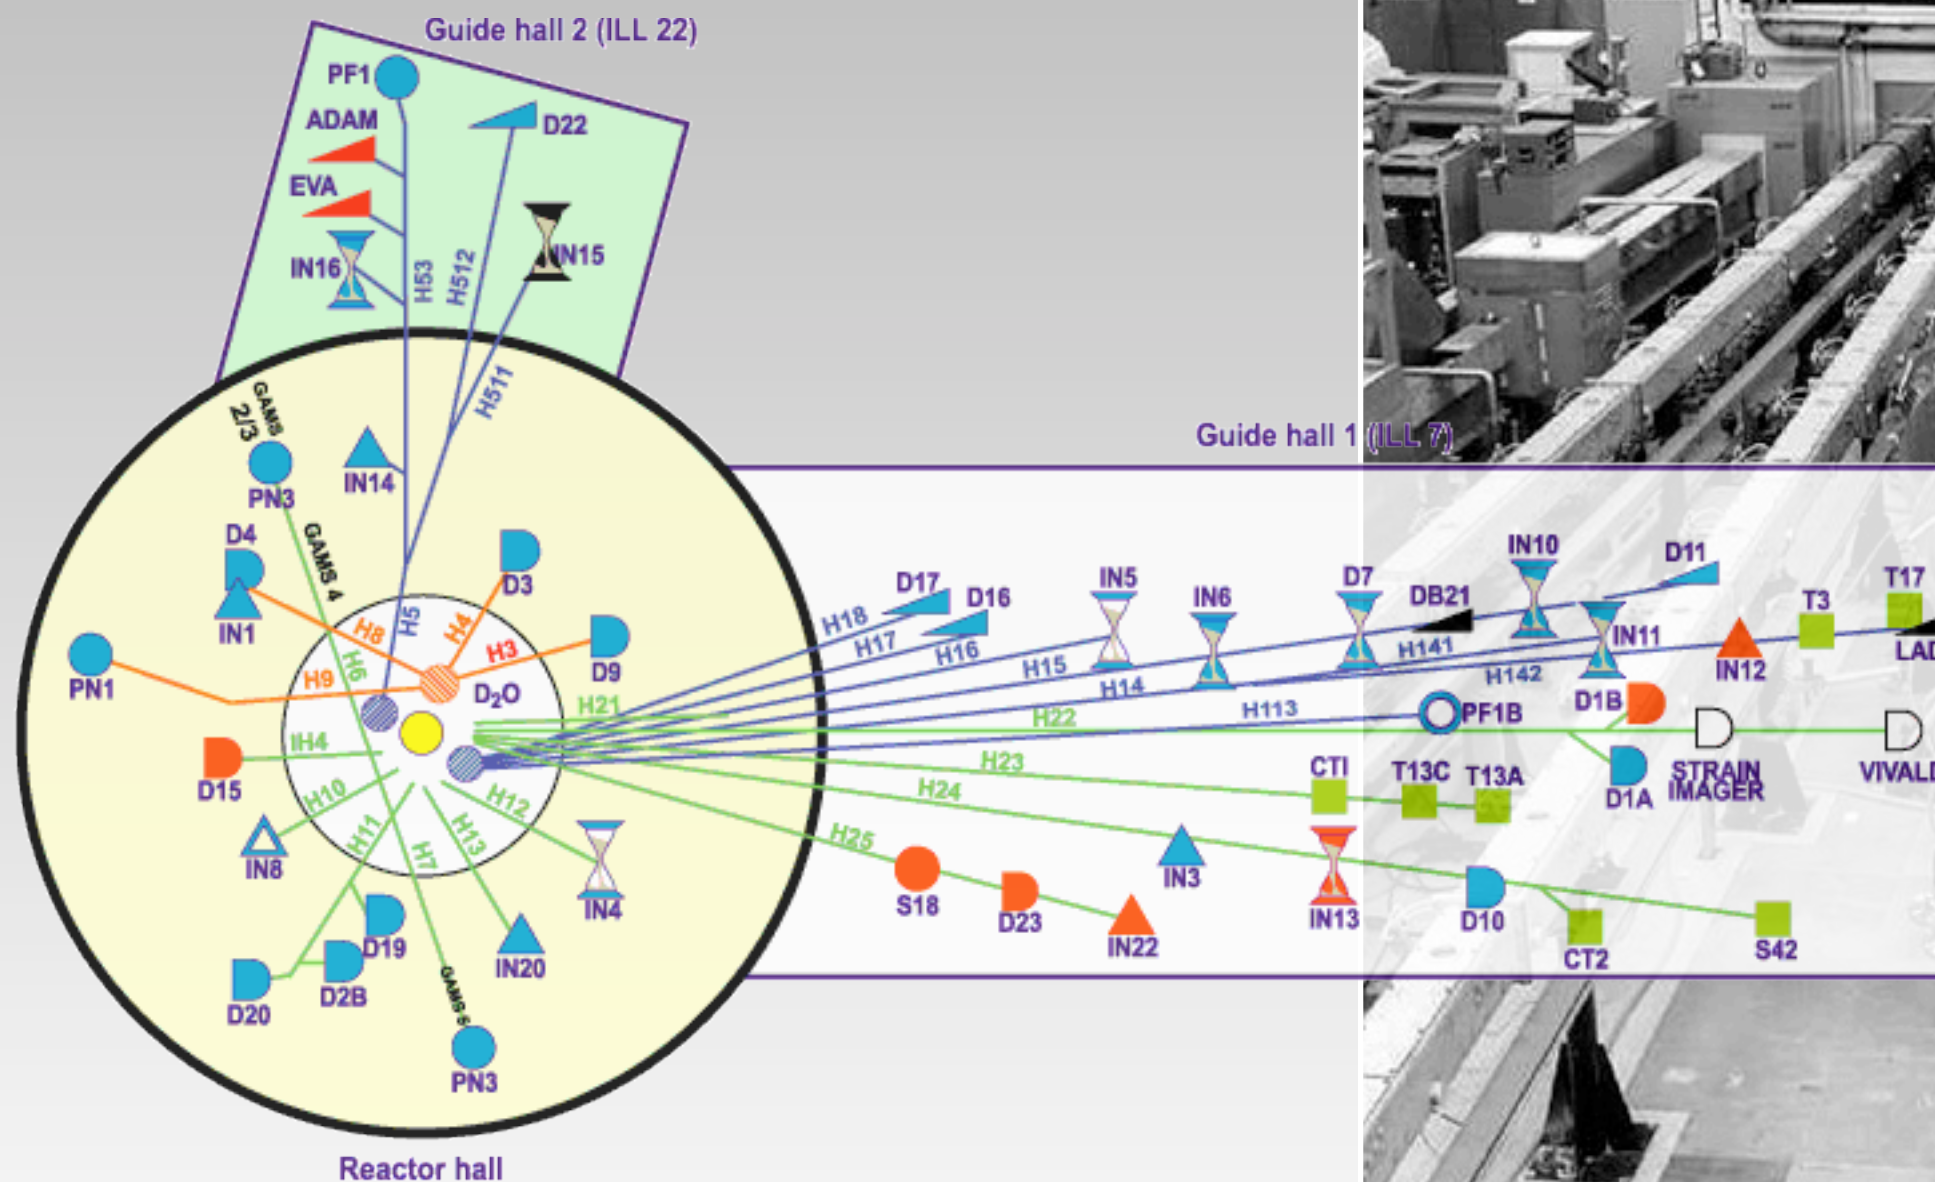 Guide hall 2 (ILL 22)
PF1
ADAM
D22
EVA
IN16
IN15
H53
H512
H511
GAMS
2/3
PN3
IN14
GAMS 4
D4
IN1
D3
D9
PN1
H8
H5
H4
H3
H6
H9
D2O
H21
IH4
D15
H10
H11
H7
H13
H12
IN8
IN4
D19
D2B
D20
IN20
GAMS 5
PN3
Reactor hall
Guide hall 1 (ILL 7)
D17
D16
IN5
IN6
D7
DB21
IN10
D11
T3
T17
H18
H17
H16
H15
H14
H141
H142
IN11
IN12
LAD
H113
H22
PF1B
D1B
D1A
STRAIN
IMAGER
VIVALD
H23
CTI
T13C
T13A
H24
H25
S18
D23
IN22
IN3
IN13
D10
CT2
S42